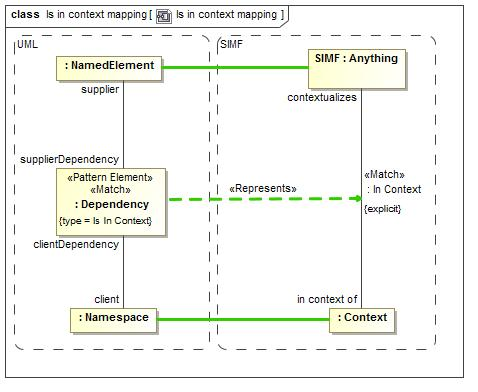 class Is in context mapping [ Is in context mapping ]
UML
SIMF
: NamedElement
SIMF : Anything
supplier
contextualizes
supplierDependency
«Pattern Element»
«Match»
: Dependency
{type = Is In Context}
«Represents»
«Match»
: In Context
{explicit}
clientDependency
client
in context of
: Namespace
: Context